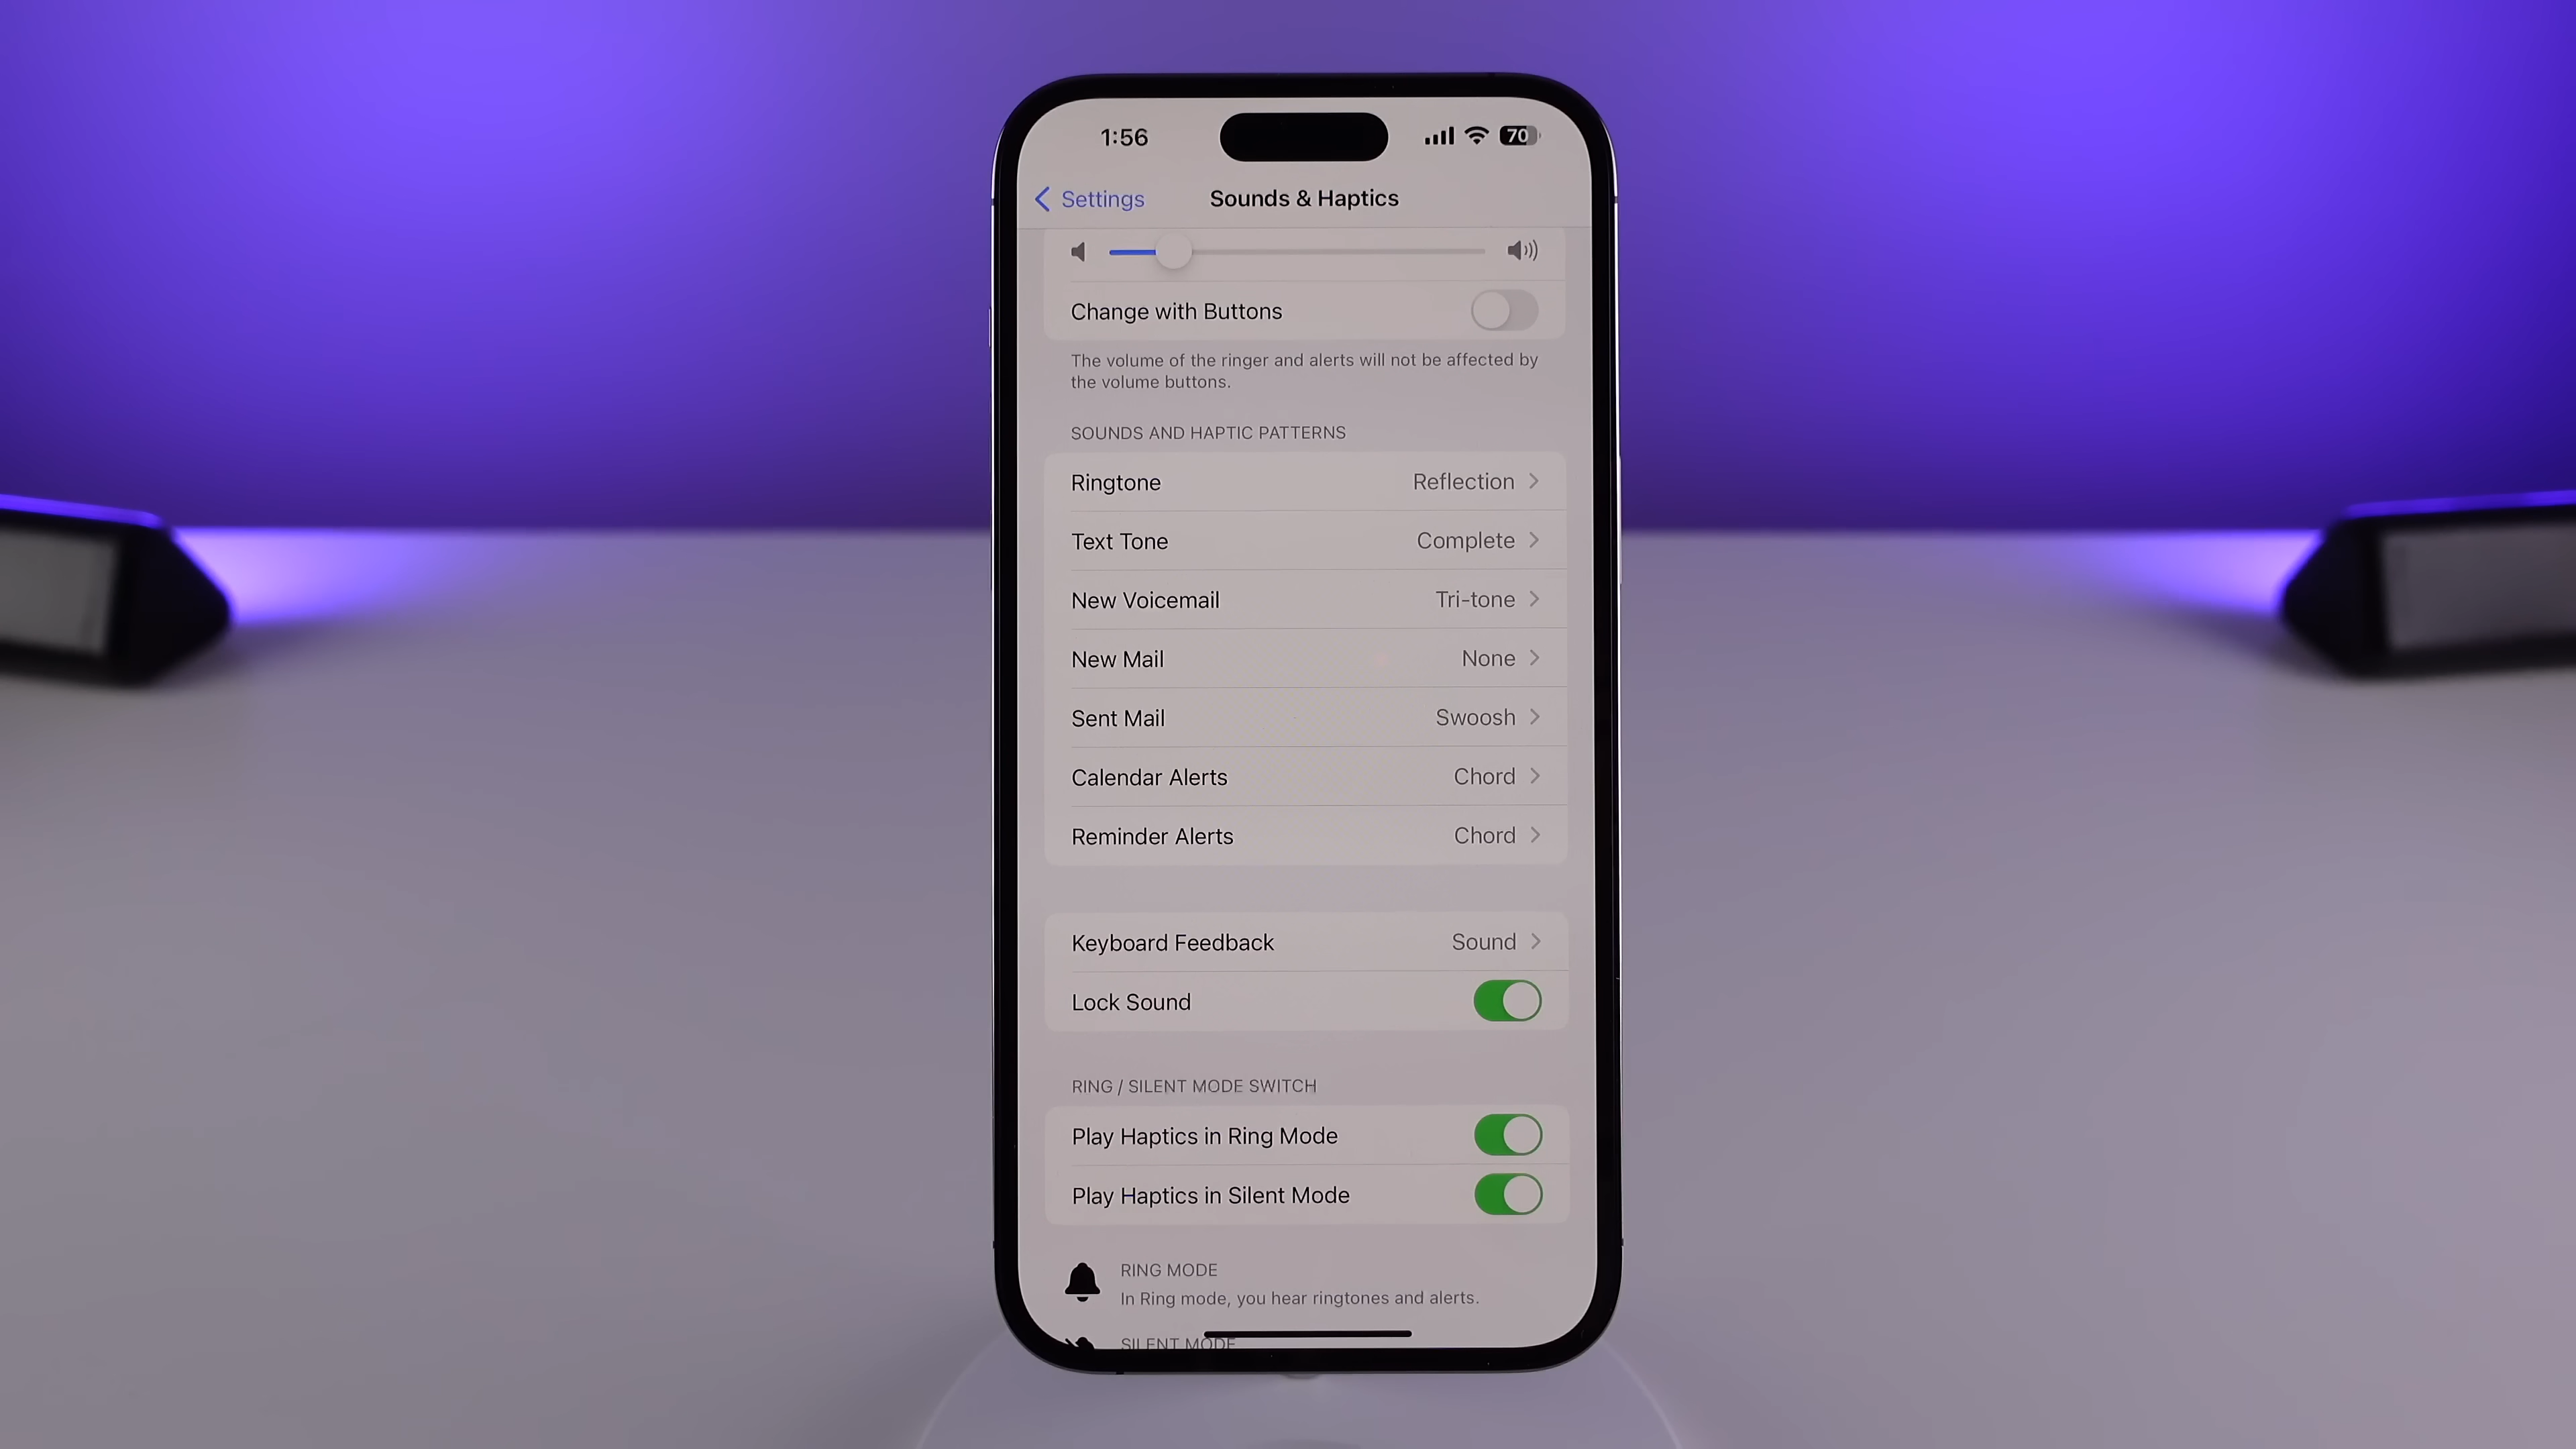 1:56
70
Settings
Sounds & Haptics
Change with Buttons
The volume of the ringer and alerts will not be affected by
the volume buttons.
SOUNDS AND HAPTIC PATTERNS
Ringtone Reflection
Text Tone Complete
New Voicemail Tri-tone
New Mail None
Sent Mail Swoosh
Calendar Alerts Chord
Reminder Alerts Chord
Keyboard Feedback Sound
Lock Sound
RING / SILENT MODE SWITCH
Play Haptics in Ring Mode
Play Haptics in Silent Mode
RING MODE
In Ring mode, you hear ringtones and alerts.
SILENT MODE